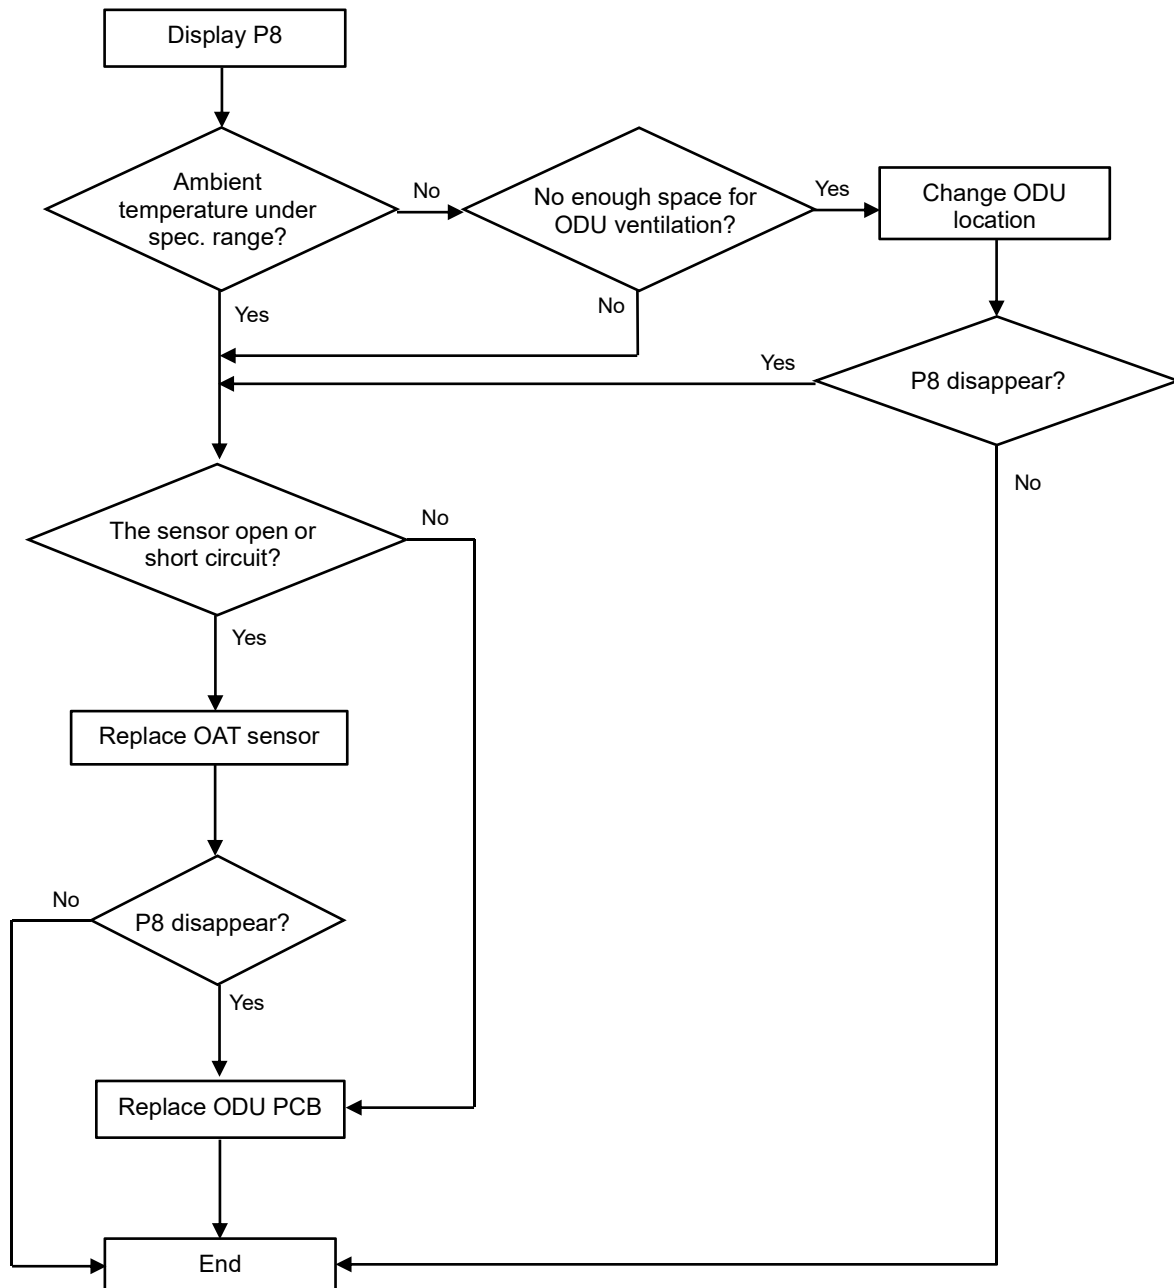 Display P8
Ambient
temperature under
spec. range?
No
No enough space for
ODU ventilation?
Yes
Change ODU
location
Yes
No
Yes
P8 disappear?
No
The sensor open or
short circuit?
No
Yes
Replace OAT sensor
No
P8 disappear?
Yes
Replace ODU PCB
End